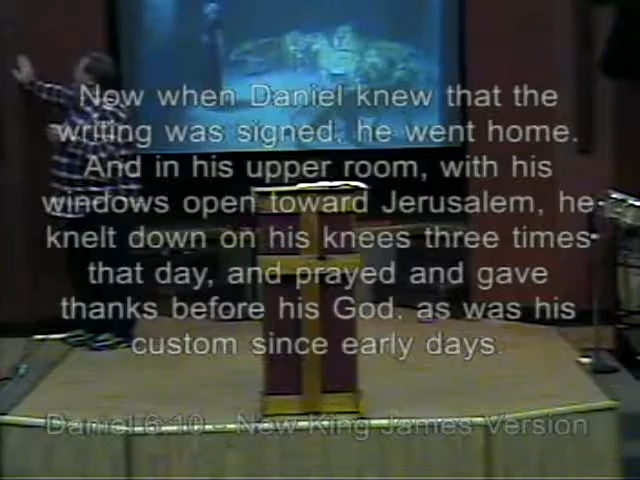 Now when Daniel knew that the
writing was signed, he went home.
And in his upper room, with his
windows open toward Jerusalem, he
knelt down on his knees three times
that day, and prayed and gave
thanks before his God, as was his
custom since early days.
Daniel 6:10 - New King James Version